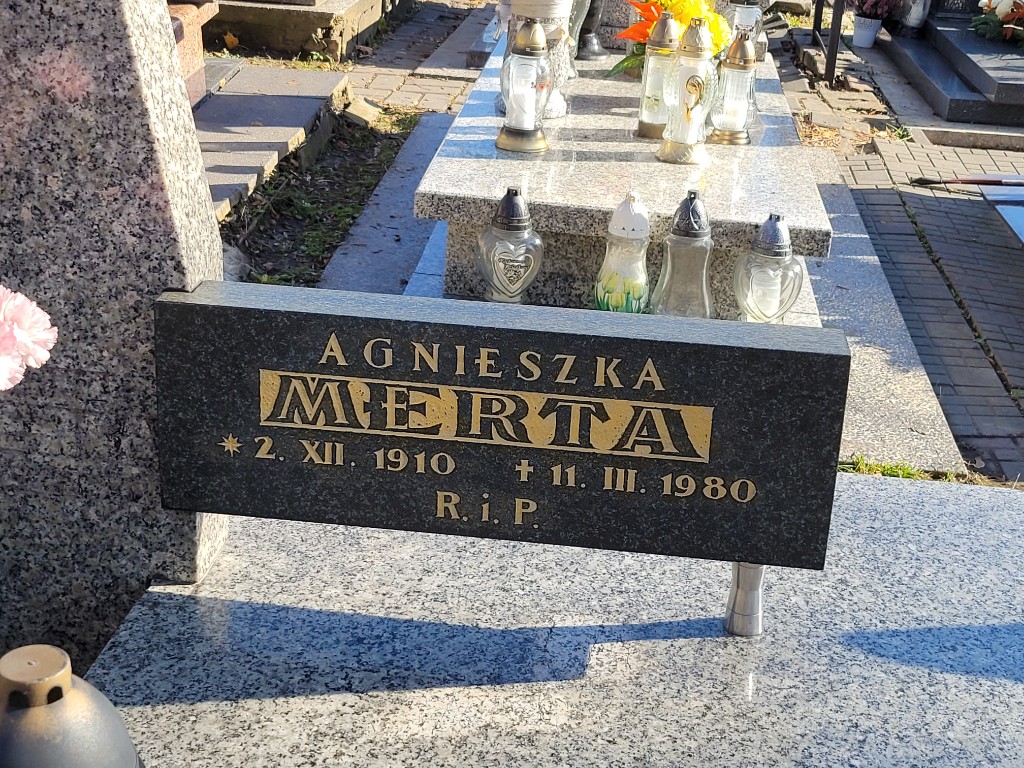 AGNIESZKA
MERTA
* 2. XII. 1910 ✝ 11. III. 1980
R. i. P.